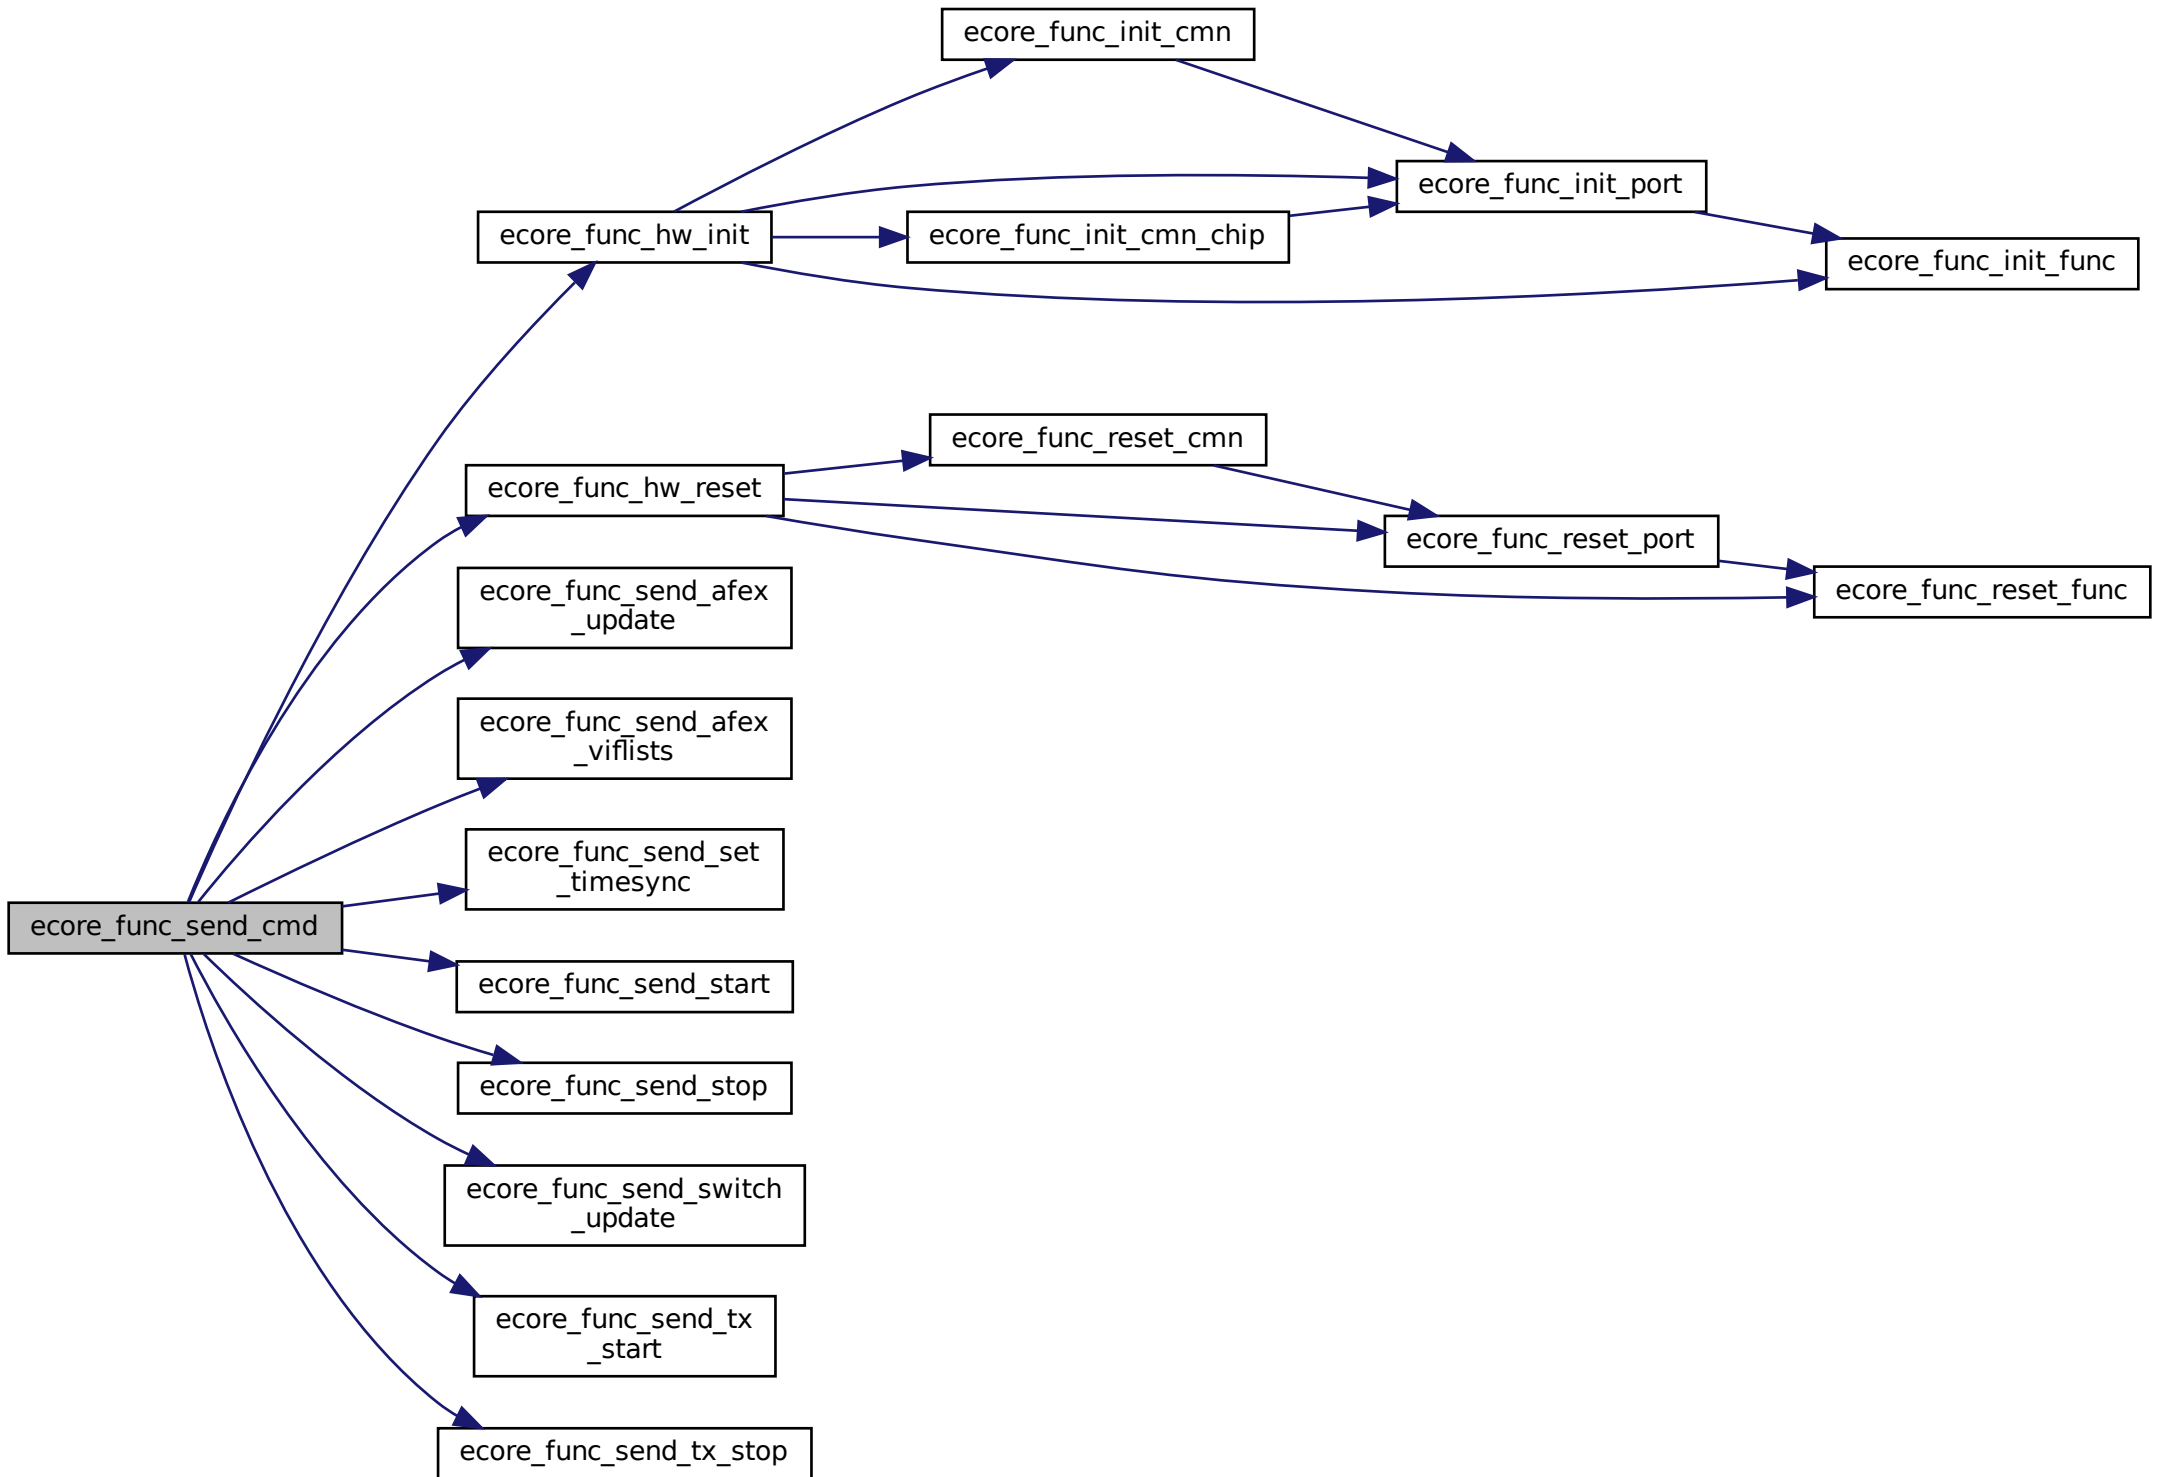 ecore_func_init_cmn
ecore_func_init_port
ecore_func_hw_init
ecore_func_init_cmn_chip
ecore_func_init_func
ecore_func_reset_cmn
ecore_func_hw_reset
ecore_func_reset_port
ecore_func_reset_func
ecore_func_send_afex
_update
ecore_func_send_afex
_viflists
ecore_func_send_set
_timesync
ecore_func_send_cmd
ecore_func_send_start
ecore_func_send_stop
ecore_func_send_switch
_update
ecore_func_send_tx
_start
ecore_func_send_tx_stop